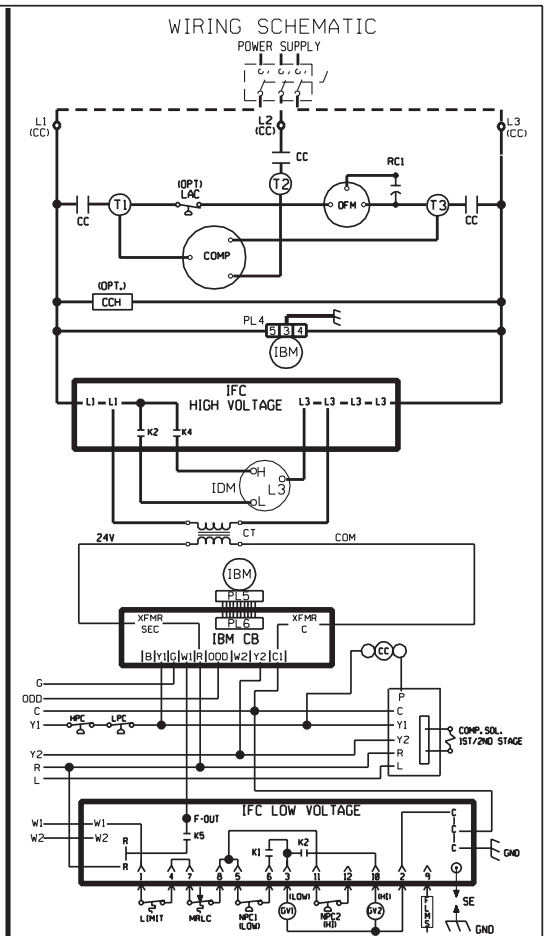 WIRING SCHEMATIC
POWER SUPPLY
L1
(CC)
L2
(CC)
L3
(CC)
CC
RC1
T2
(OPT)
LAC
CC
T1
OFM
T3
CC
COMP
(OPT.)
CCH
PL4
5 3 4
IBM
IFC
HIGH VOLTAGE
L1 L1
L3 L3 L3 L3
K2
K4
H
IDM
L3
L
CT
24V
COM
IBM
PL5
PL6
XFMR
SEC
XFMR
C
IBM CB
B Y1 G W1 R ODD W2 Y2 C1
CC
G
ODD
P
C
C
Y1
HPC
LPC
Y1
COMP. SOL.
1ST/2ND STAGE
Y2
Y2
R
R
L
L
IFC LOW VOLTAGE
F-OUT
W1
W1
W2
W2
K5
R
R
K1
K2
C
C
C
GND
1 4 7 8 5 6 3 11 12 10 2 9
(LOW)
(HI)
LIMIT
MRLC
NPC1
(LOW)
GV1
NPC2
(HI)
GV2
FLMS
SE
GND